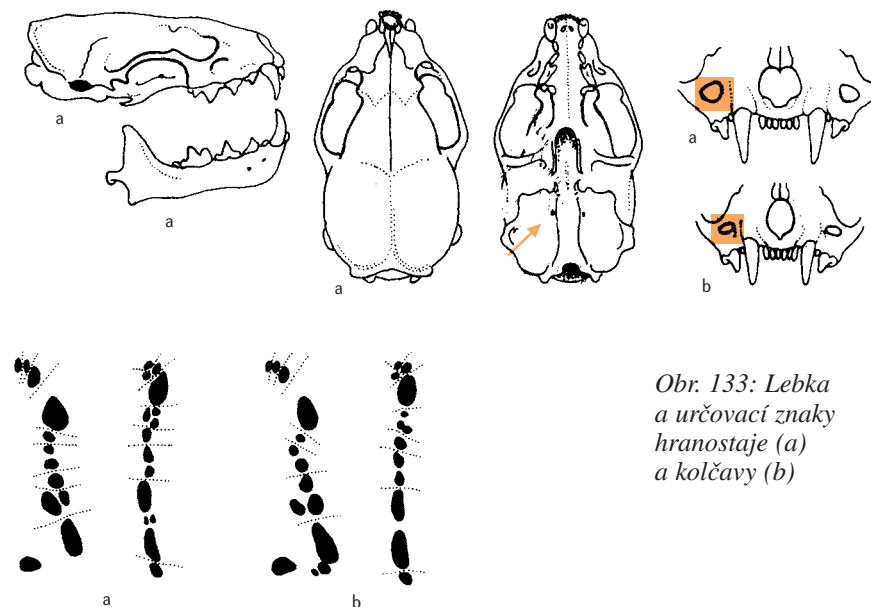 a
a
a
a
b
a
b
Obr. 133: Lebka
a určovací znaky
hranostaje (a)
a kolčavy (b)